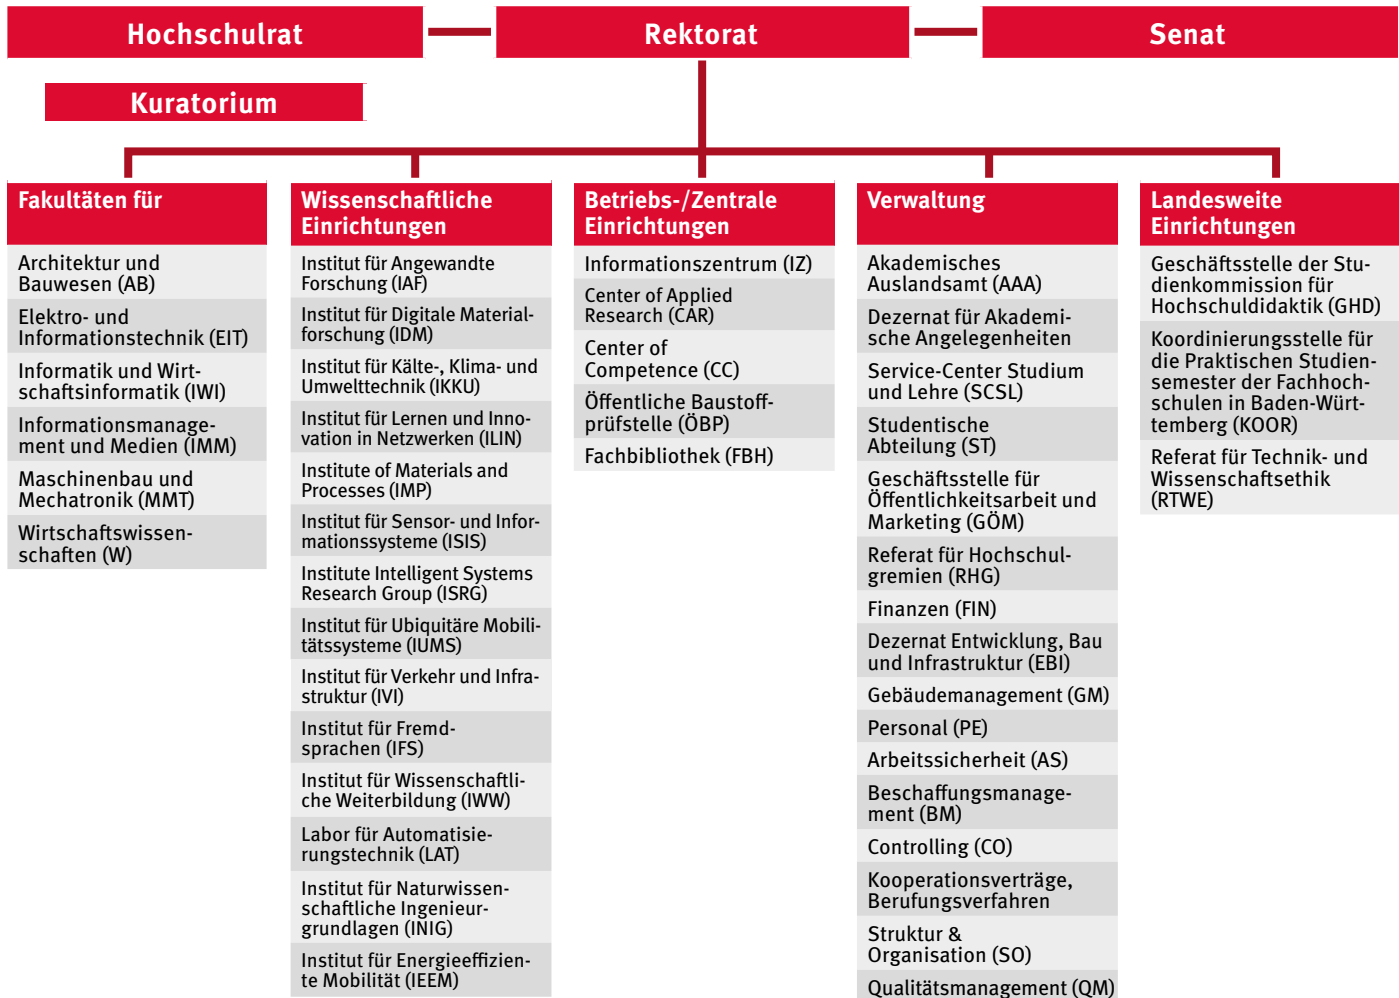 Hochschulrat
Rektorat
Senat
Kuratorium
Fakultäten für
Architektur und
Bauwesen (AB)
Elektro- und
Informationstechnik (EIT)
Informatik und Wirt-
schaftsinformatik (IWI)
Informationsmanage-
ment und Medien (IMM)
Maschinenbau und
Mechatronik (MMT)
Wirtschaftswissen-
schaften (W)
Wissenschaftliche
Einrichtungen
Institut für Angewandte
Forschung (IAF)
Institut für Digitale Material-
forschung (IDM)
Institut für Kälte-, Klima- und
Umwelttechnik (IKKU)
Institut für Lernen und Inno-
vation in Netzwerken (ILIN)
Institute of Materials and
Processes (IMP)
Institut für Sensor- und Infor-
mationssysteme (ISIS)
Institute Intelligent Systems
Research Group (ISRG)
Institut für Ubiquitäre Mobili-
tätssysteme (IUMS)
Institut für Verkehr und Infra-
struktur (IVI)
Institut für Fremd-
sprachen (IFS)
Institut für Wissenschaftli-
che Weiterbildung (IWW)
Labor für Automatisie-
rungstechnik (LAT)
Institut für Naturwissen-
schaftliche Ingenieur-
grundlagen (INIG)
Institut für Energieeffizien-
te Mobilität (IEEM)
Betriebs-/Zentrale
Einrichtungen
Informationszentrum (IZ)
Center of Applied
Research (CAR)
Center of
Competence (CC)
Öffentliche Baustoff-
prüfstelle (ÖBP)
Fachbibliothek (FBH)
Verwaltung
Akademisches
Auslandsamt (AAA)
Dezernat für Akademi-
sche Angelegenheiten
Service-Center Studium
und Lehre (SCSL)
Studentische
Abteilung (ST)
Geschäftsstelle für
Öffentlichkeitsarbeit und
Marketing (GÖM)
Referat für Hochschul-
gremien (RHG)
Finanzen (FIN)
Dezernat Entwicklung, Bau
und Infrastruktur (EBI)
Gebäudemanagement (GM)
Personal (PE)
Arbeitssicherheit (AS)
Beschaffungsmanage-
ment (BM)
Controlling (CO)
Kooperationsverträge,
Berufungsverfahren
Struktur &
Organisation (SO)
Qualitätsmanagement (QM)
Landesweite
Einrichtungen
Geschäftsstelle der Stu-
dienkommission für
Hochschuldidaktik (GHD)
Koordinierungsstelle für
die Praktischen Studien-
semester der Fachhoch-
schulen in Baden-Würt-
temberg (KOOR)
Referat für Technik- und
Wissenschaftsethik
(RTWE)